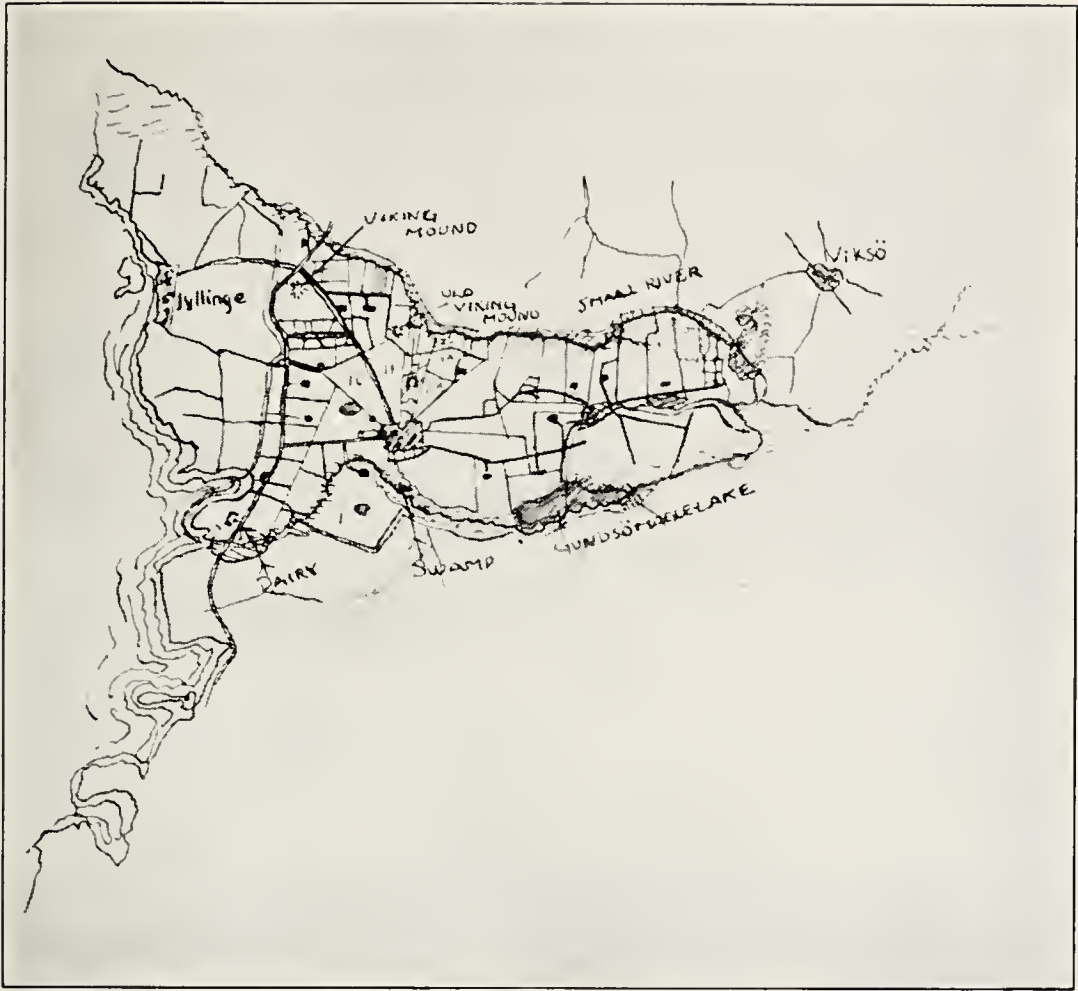 VIKING
MOUND
OLD
VIKING
MOUND
SMALL RIVER
Viksö
Jyllinge
DAIRY
SWAMP